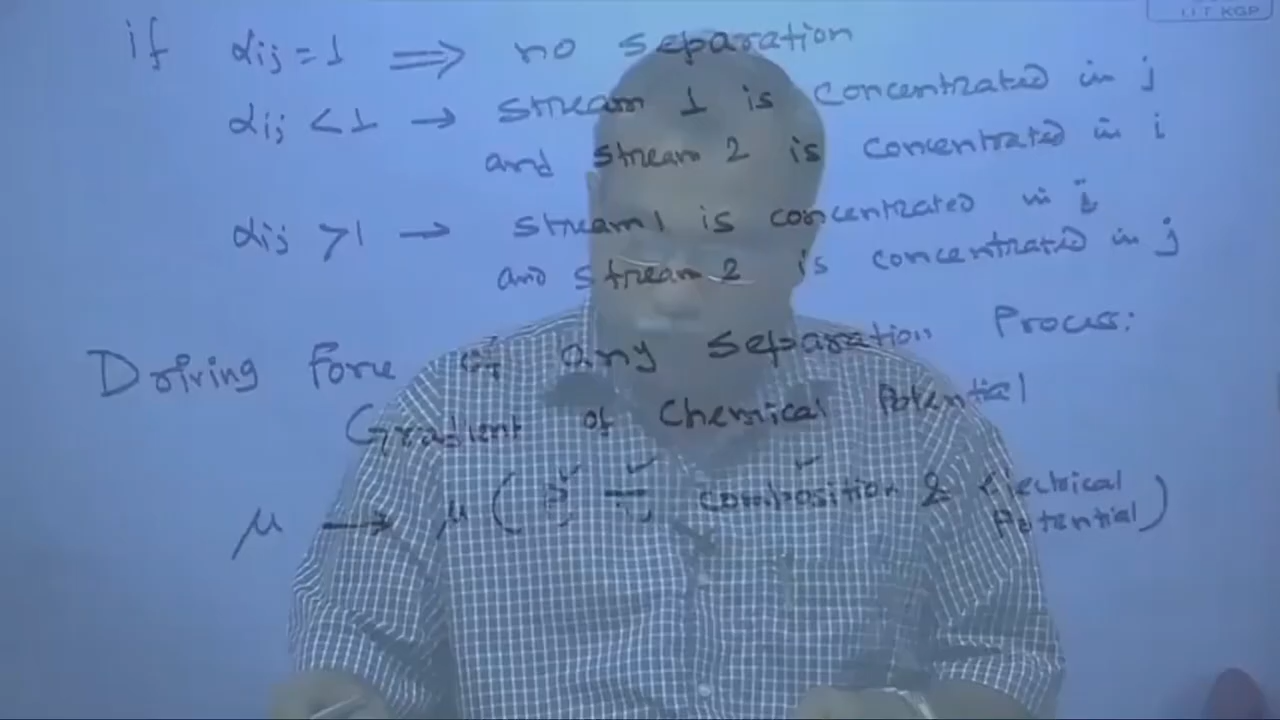 I I T KGP
if αij = 1 ⟹ no separation
αij < 1 → stream 1 is concentrated in j
and stream 2 is concentrated in i
αij > 1 → stream 1 is concentrated in i
and stream 2 is concentrated in j
Driving Force of any separation Process:
Gradient of Chemical Potential
μ → μ ( P, T, composition & Electrical Potential )